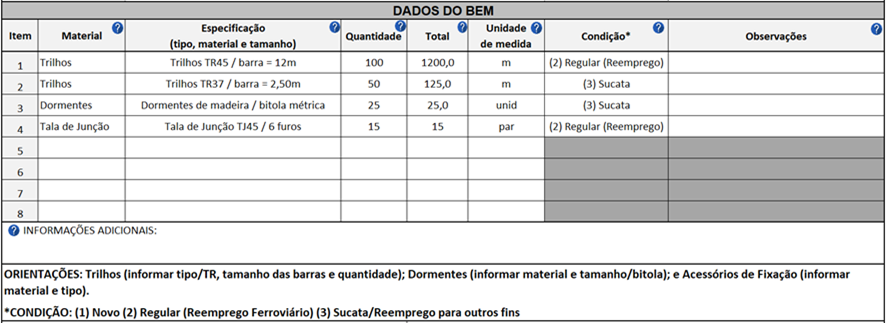 DADOS DO BEM
Item Material ? Especificação (tipo, material e tamanho) ? Quantidade ? Total ? Unidade de medida ? Condição* ? Observações ?
1 Trilhos Trilhos TR45 / barra = 12m 100 1200,0 m (2) Regular (Reemprego)
2 Trilhos Trilhos TR37 / barra = 2,50m 50 125,0 m (3) Sucata
3 Dormentes Dormentes de madeira / bitola métrica 25 25,0 unid (3) Sucata
4 Tala de Junção Tala de Junção TJ45 / 6 furos 15 15 par (2) Regular (Reemprego)
5
6
7
8
? INFORMAÇÕES ADICIONAIS:
ORIENTAÇÕES: Trilhos (informar tipo/TR, tamanho das barras e quantidade); Dormentes (informar material e tamanho/bitola); e Acessórios de Fixação (informar
material e tipo).
*CONDIÇÃO: (1) Novo (2) Regular (Reemprego Ferroviário) (3) Sucata/Reemprego para outros fins